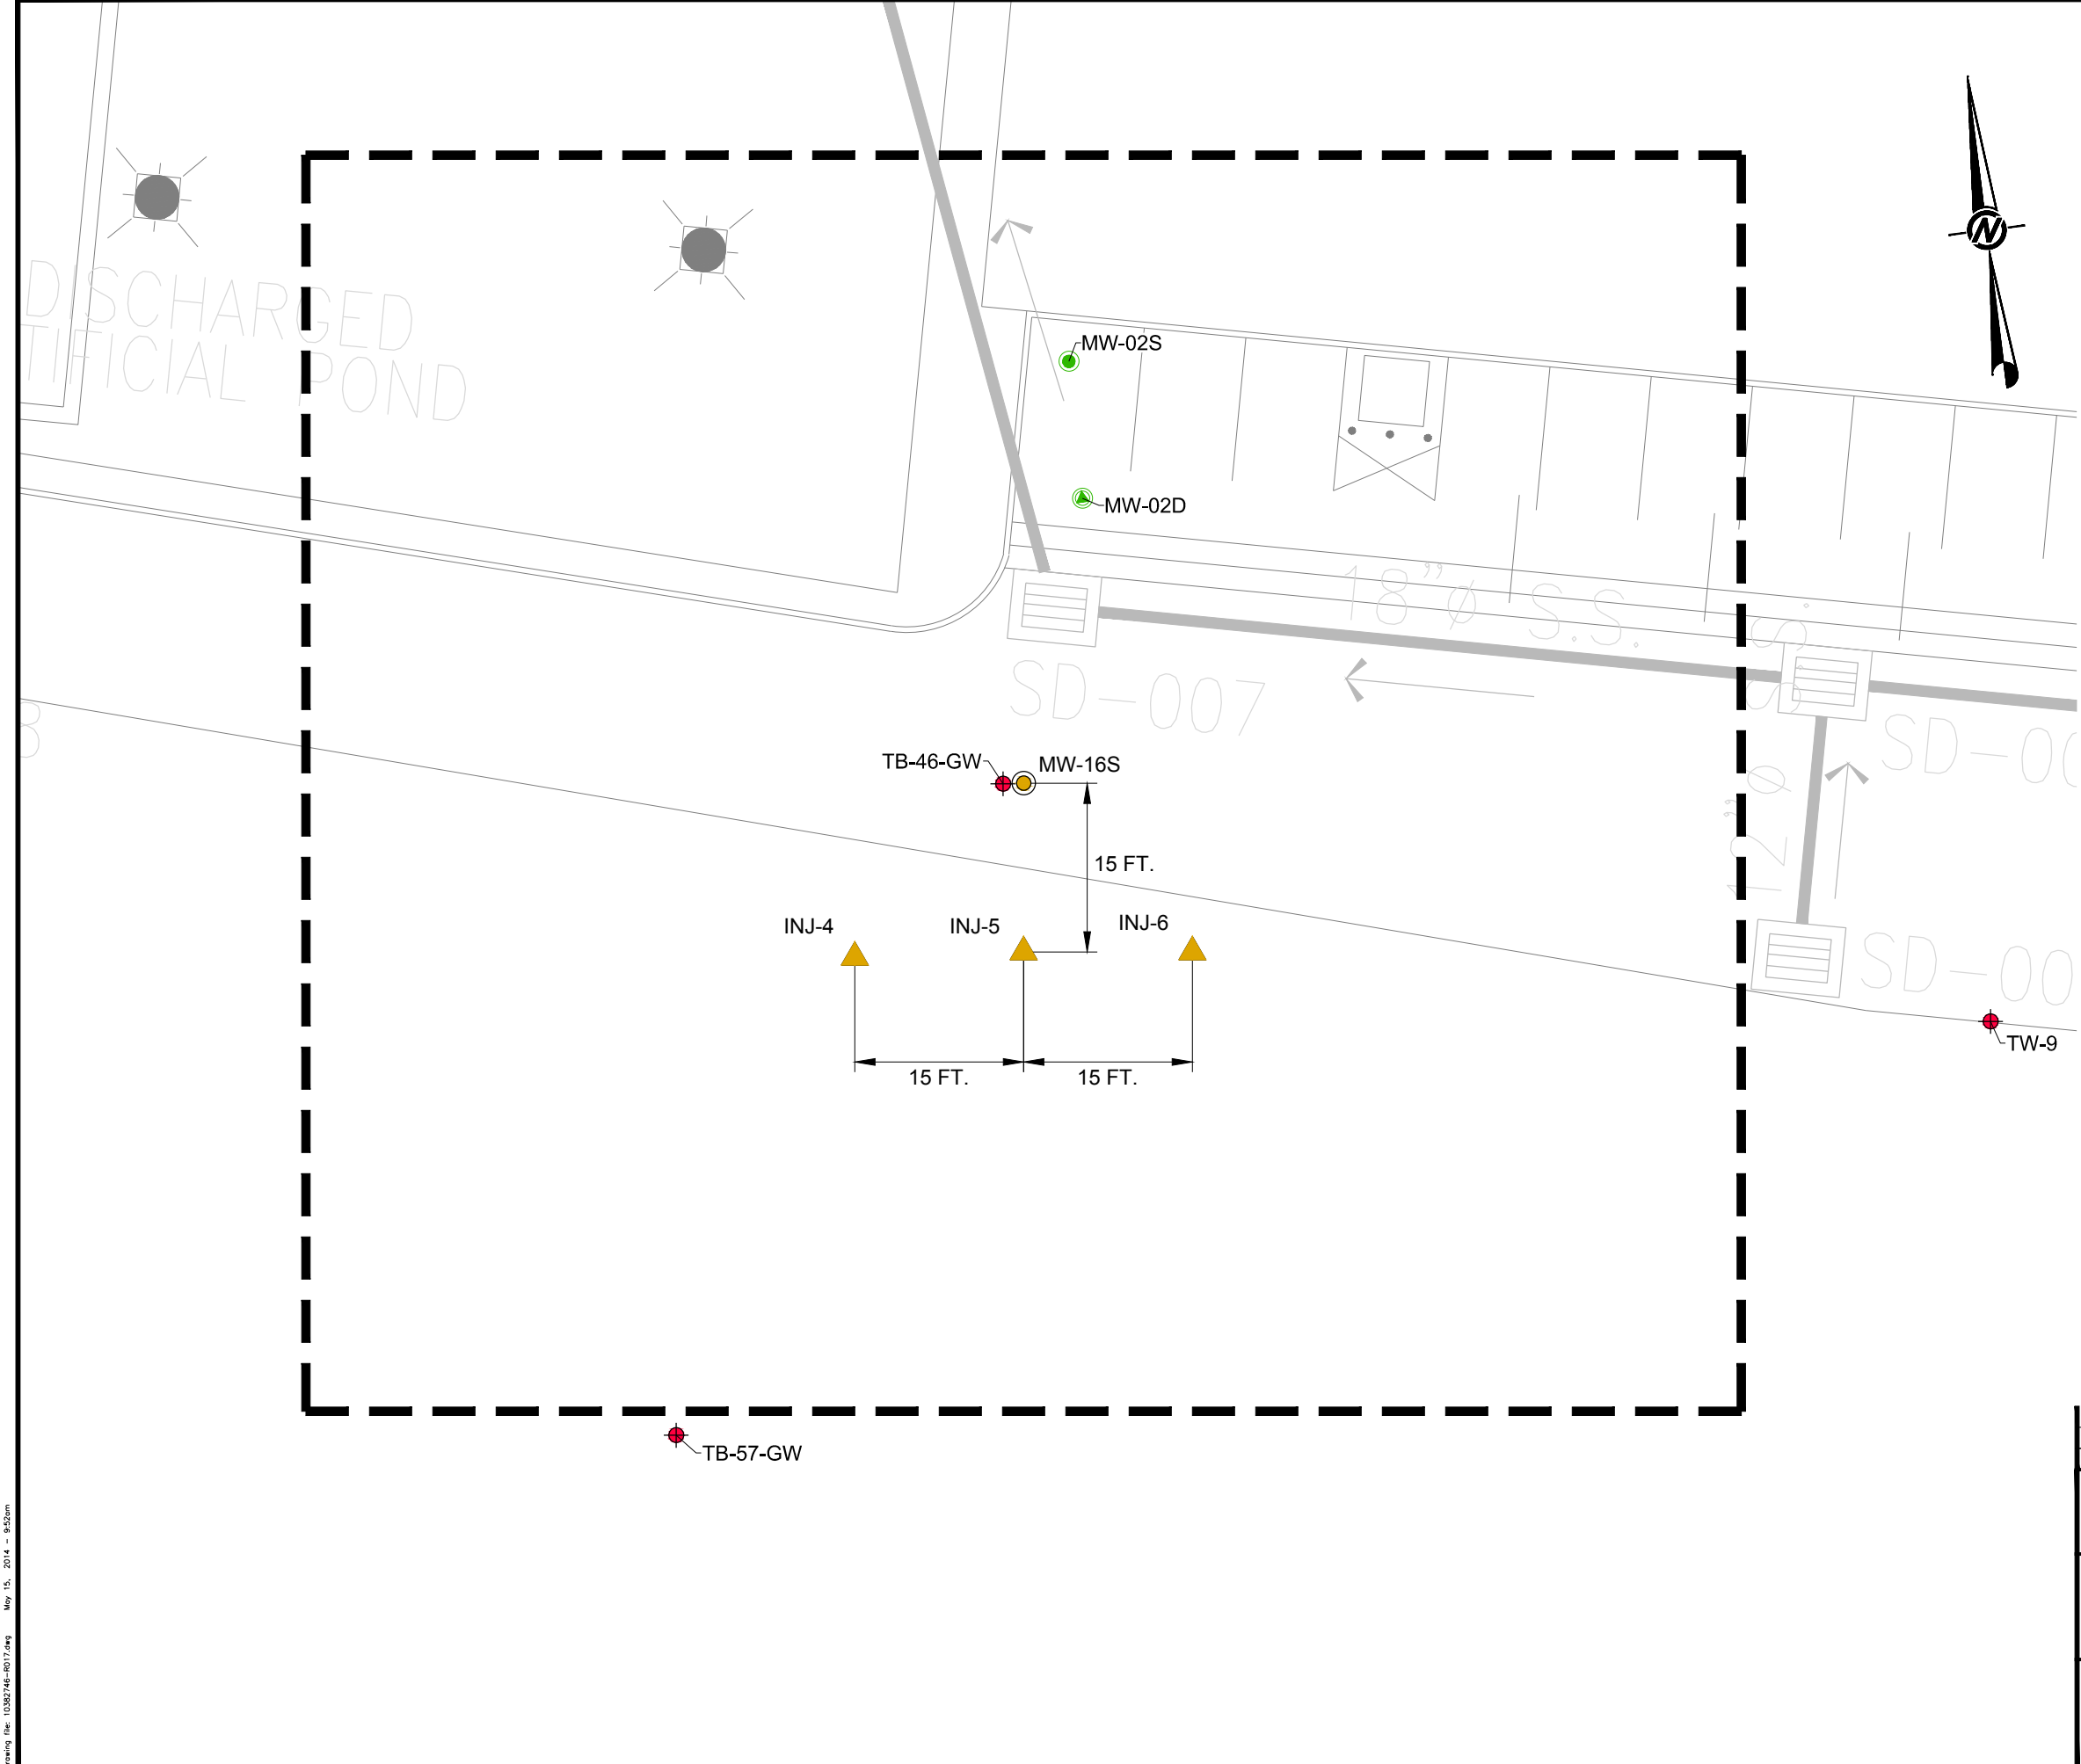 N
DISCHARGED
POND
MW-02S
MW-02D
18"Ø S.S.
SD-007
S.S.
12"Ø
SD-00
SD-00
TB-46-GW
MW-16S
15 FT.
INJ-4
INJ-5
INJ-6
15 FT.
15 FT.
TW-9
TB-57-GW
May 15, 2014 - 9:52am
rawing file: 10382746-R017.dwg